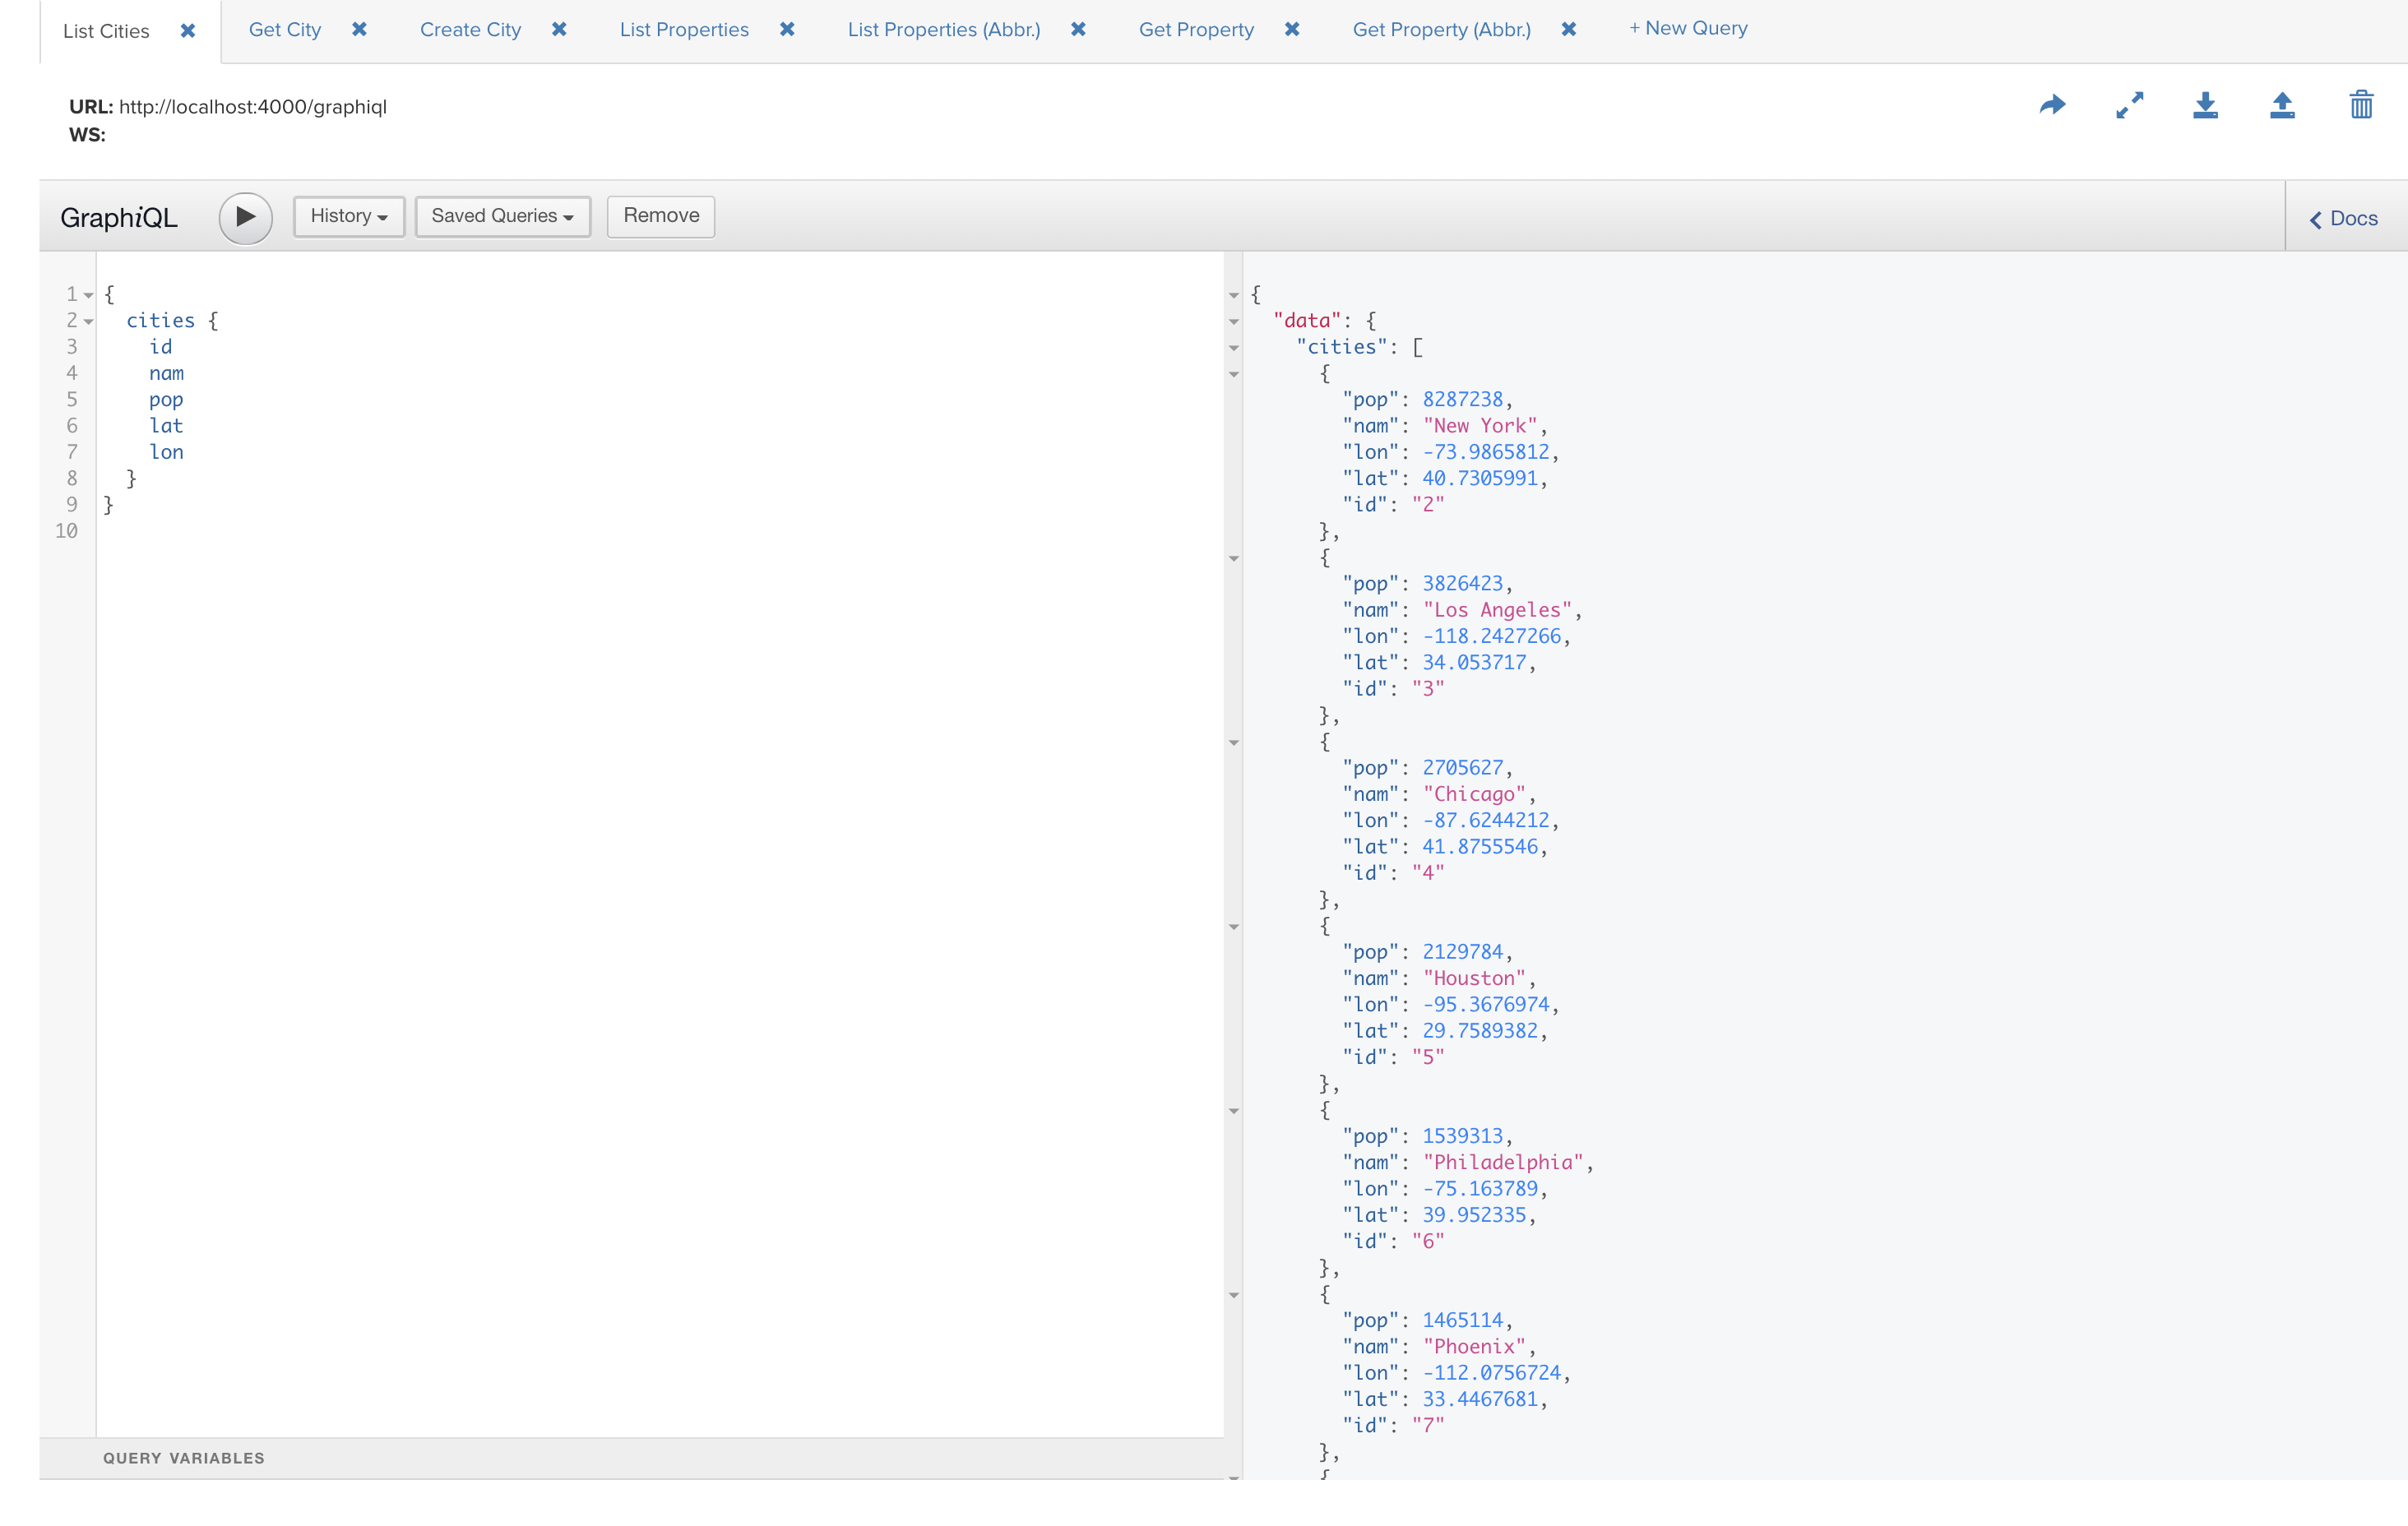 List Cities ✖ Get City ✖ Create City ✖ List Properties ✖ List Properties (Abbr.) ✖ Get Property ✖ Get Property (Abbr.) ✖ + New Query
URL: http://localhost:4000/graphiql
WS:
GraphiQL History Saved Queries Remove Docs
1 {
2 cities {
3 id
4 nam
5 pop
6 lat
7 lon
8 }
9 }
10
QUERY VARIABLES
{
"data": {
"cities": [
{
"pop": 8287238,
"nam": "New York",
"lon": -73.9865812,
"lat": 40.7305991,
"id": "2"
},
{
"pop": 3826423,
"nam": "Los Angeles",
"lon": -118.2427266,
"lat": 34.053717,
"id": "3"
},
{
"pop": 2705627,
"nam": "Chicago",
"lon": -87.6244212,
"lat": 41.8755546,
"id": "4"
},
{
"pop": 2129784,
"nam": "Houston",
"lon": -95.3676974,
"lat": 29.7589382,
"id": "5"
},
{
"pop": 1539313,
"nam": "Philadelphia",
"lon": -75.163789,
"lat": 39.952335,
"id": "6"
},
{
"pop": 1465114,
"nam": "Phoenix",
"lon": -112.0756724,
"lat": 33.4467681,
"id": "7"
},
{